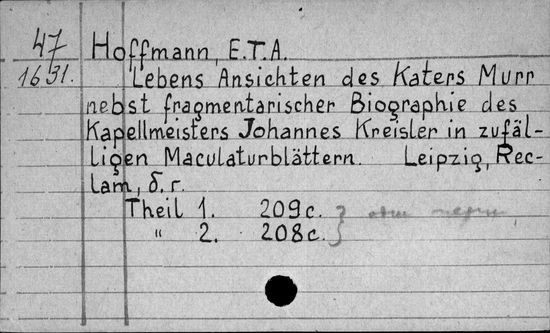 47 Hoffmann, E.T.A.
1631. Lebens Ansichten des Katers Murr
nebst fragmentarischer Biographie des
Kapellmeisters Johannes Kreisler in zufäl-
ligen Maculaturblättern. Leipzig, Rec-
lam, б. г.
Theil 1. 209 с.
" 2. 208 с.